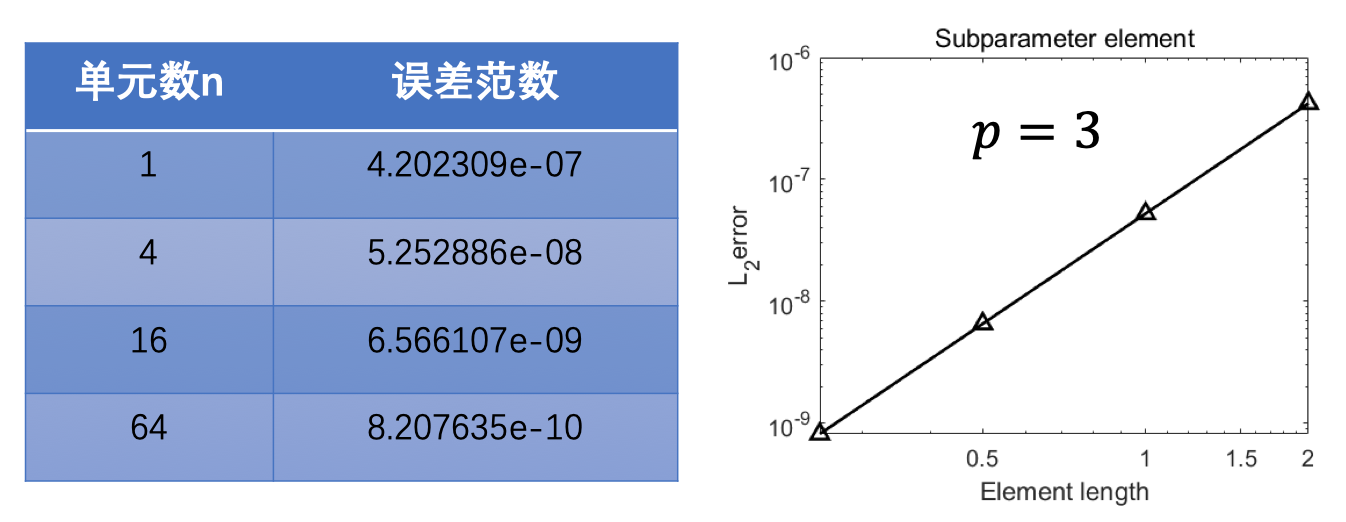 单元数n 误差范数
1 4.202309e-07
4 5.252886e-08
16 6.566107e-09
64 8.207635e-10
Subparameter element
p = 3
10⁻⁶
10⁻⁷
10⁻⁸
10⁻⁹
L₂error
0.5 1 1.5 2
Element length